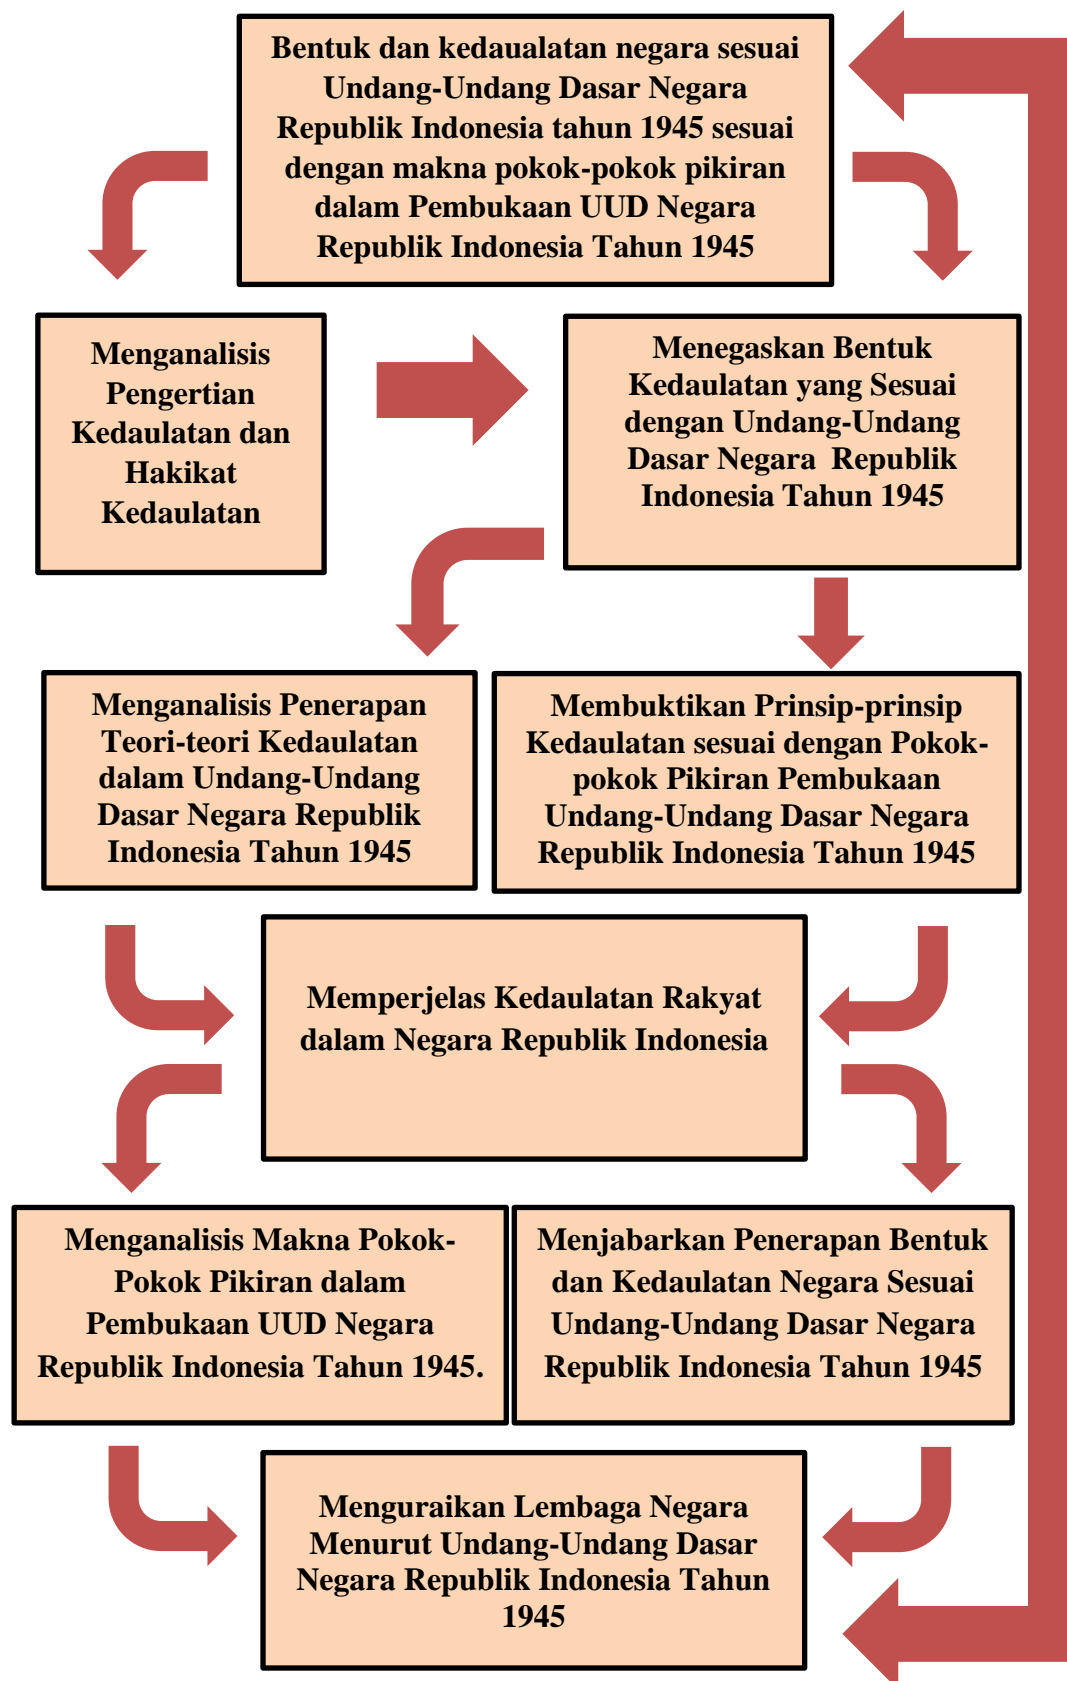 Bentuk dan kedaualatan negara sesuai
Undang-Undang Dasar Negara
Republik Indonesia tahun 1945 sesuai
dengan makna pokok-pokok pikiran
dalam Pembukaan UUD Negara
Republik Indonesia Tahun 1945
Menganalisis
Pengertian
Kedaulatan dan
Hakikat
Kedaulatan
Menegaskan Bentuk
Kedaulatan yang Sesuai
dengan Undang-Undang
Dasar Negara Republik
Indonesia Tahun 1945
Menganalisis Penerapan
Teori-teori Kedaulatan
dalam Undang-Undang
Dasar Negara Republik
Indonesia Tahun 1945
Membuktikan Prinsip-prinsip
Kedaulatan sesuai dengan Pokok-
pokok Pikiran Pembukaan
Undang-Undang Dasar Negara
Republik Indonesia Tahun 1945
Memperjelas Kedaulatan Rakyat
dalam Negara Republik Indonesia
Menganalisis Makna Pokok-
Pokok Pikiran dalam
Pembukaan UUD Negara
Republik Indonesia Tahun 1945.
Menjabarkan Penerapan Bentuk
dan Kedaulatan Negara Sesuai
Undang-Undang Dasar Negara
Republik Indonesia Tahun 1945
Menguraikan Lembaga Negara
Menurut Undang-Undang Dasar
Negara Republik Indonesia Tahun
1945